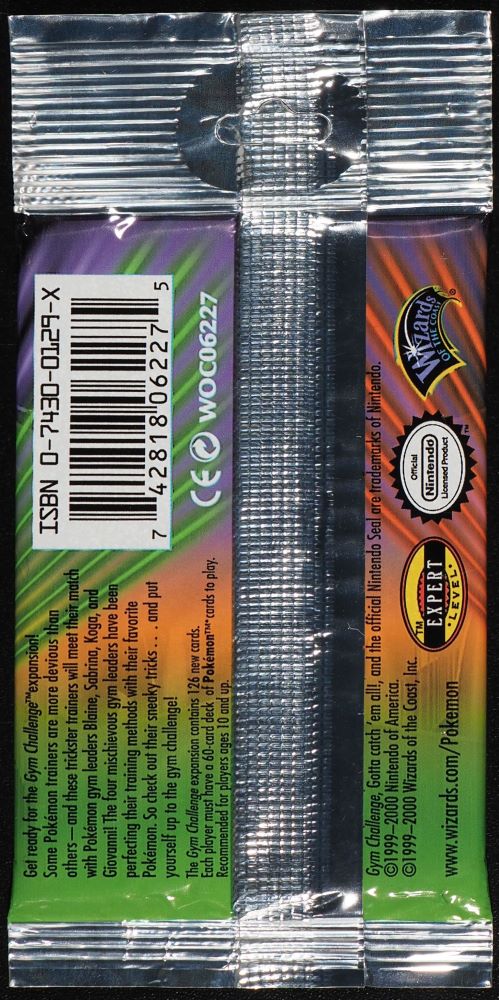 Get ready for the Gym Challenge™ expansion!
Some Pokémon trainers are more devious than
others—and these trickster trainers will meet their match
with Pokémon gym leaders Blaine, Sabrina, Koga, and
Giovanni! The four mischievous gym leaders have been
perfecting their training methods with their favorite
Pokémon. So check out their sneaky tricks . . . and put
yourself up to the gym challenge!
The Gym Challenge expansion contains 126 new cards.
Each player must have a 60-card deck of Pokémon™* cards to play.
Recommended for players ages 10 and up.
ISBN 0-7430-0129-X
7 42818 06227 5
CE WOC06227
Gym Challenge, Gotta catch 'em all!, and the official Nintendo Seal are trademarks of Nintendo.
©1999–2000 Nintendo of America.
©1999–2000 Wizards of the Coast, Inc.
www.wizards.com/Pokemon
TM
EXPERT
• LEVEL •
Official
Nintendo
Licensed Product
TM
Wizards
OF THE COAST
®